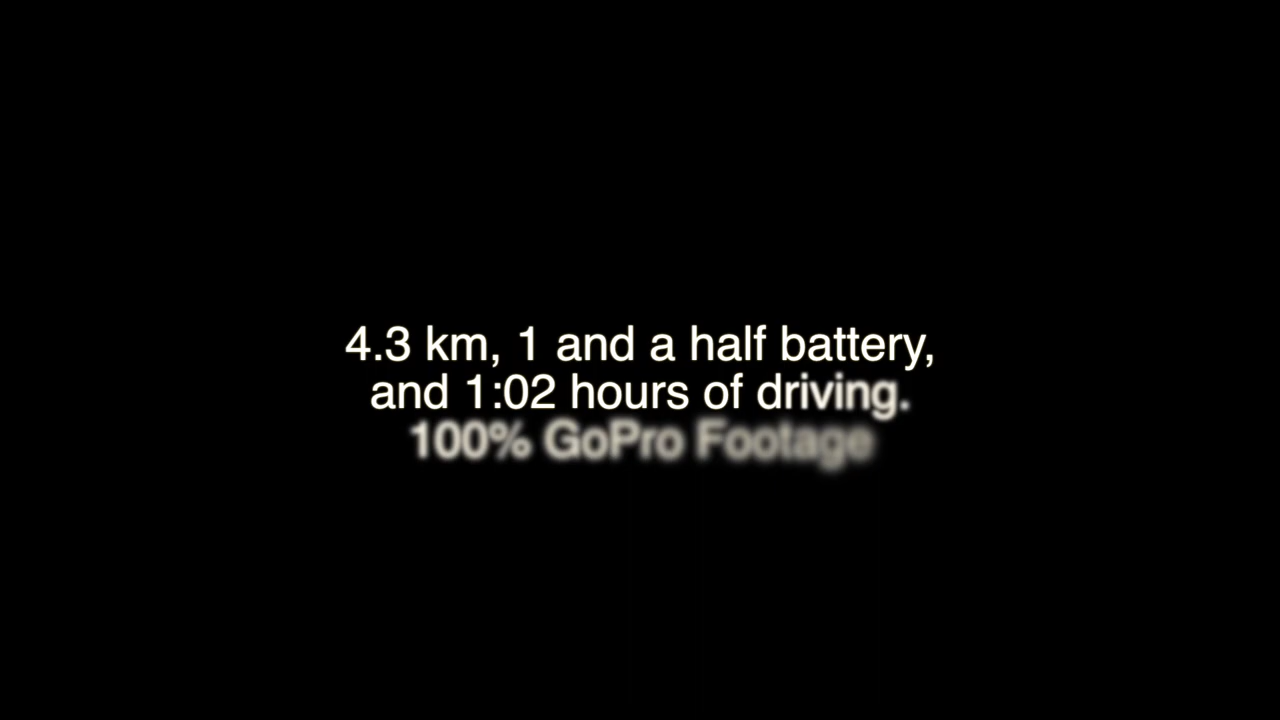 4.3 km, 1 and a half battery,
and 1:02 hours of driving.
100% GoPro Footage